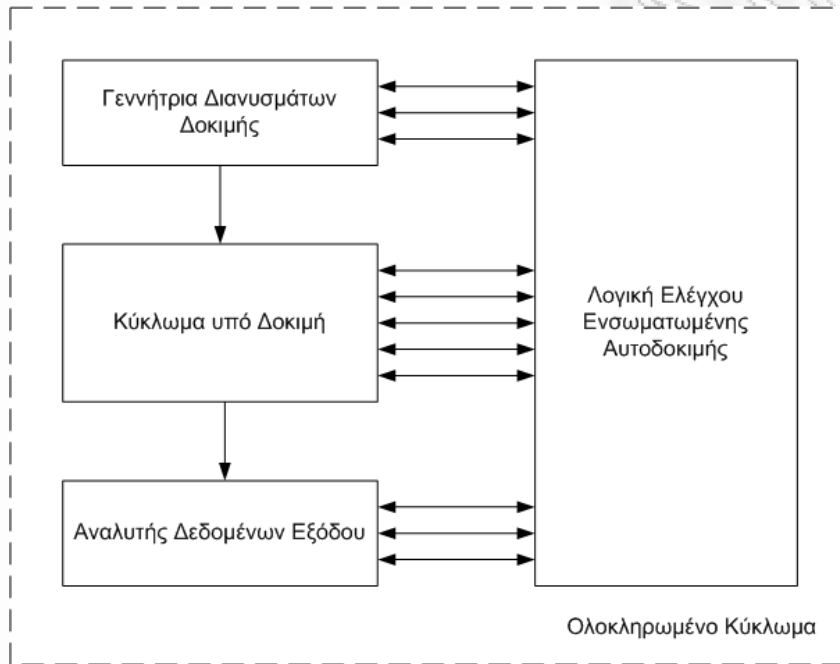 Γεννήτρια Διανυσμάτων
Δοκιμής
Κύκλωμα υπό Δοκιμή
Λογική Ελέγχου
Ενσωματωμένης
Αυτοδοκιμής
Αναλυτής Δεδομένων Εξόδου
Ολοκληρωμένο Κύκλωμα